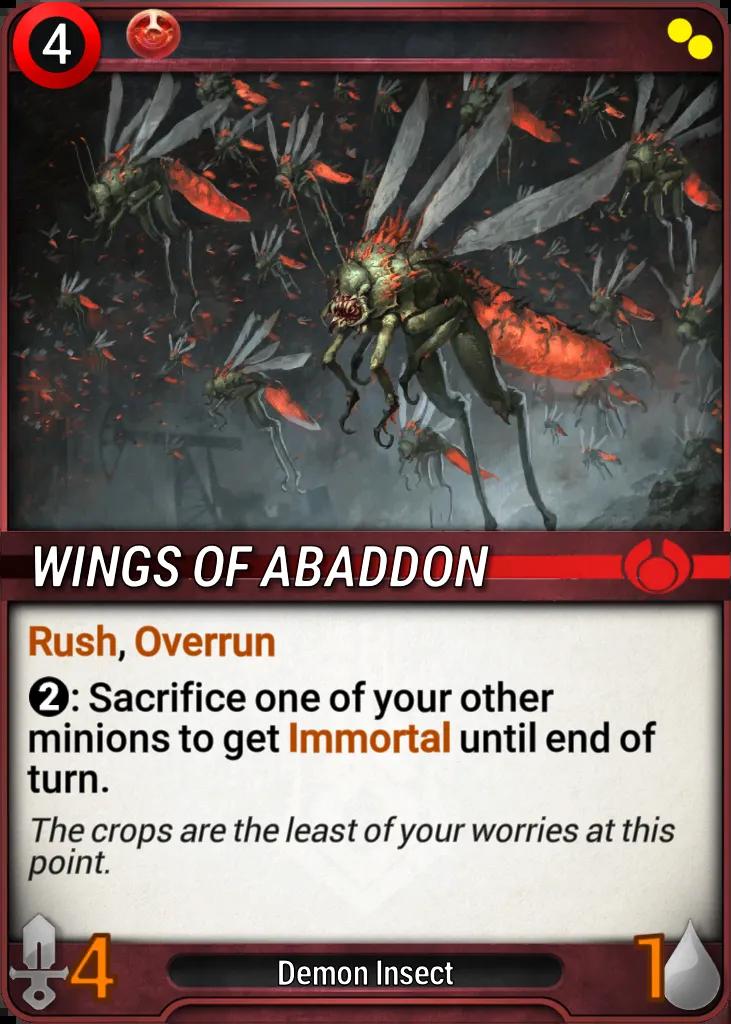 4
WINGS OF ABADDON
Rush, Overrun
2: Sacrifice one of your other
minions to get Immortal until end of
turn.
The crops are the least of your worries at this
point.
4
Demon Insect
1